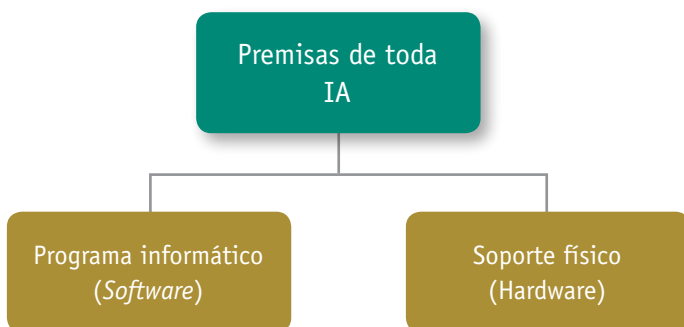 Premisas de toda
IA
Programa informático
(Software)
Soporte físico
(Hardware)